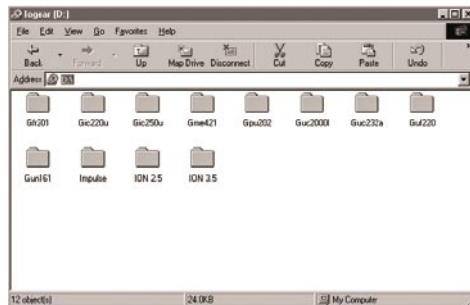 Iogear (D:)
File Edit View Go Favorites Help
Back Forward Up Map Drive Disconnect Cut Copy Paste Undo
Address D:\
Gfr201 Gic220u Gic250u Gme421 Gpu202 Guc2000I Guc232a Guf220
Gun161 Impulse ION 2.5 ION 3.5
12 object(s) 24.0KB My Computer